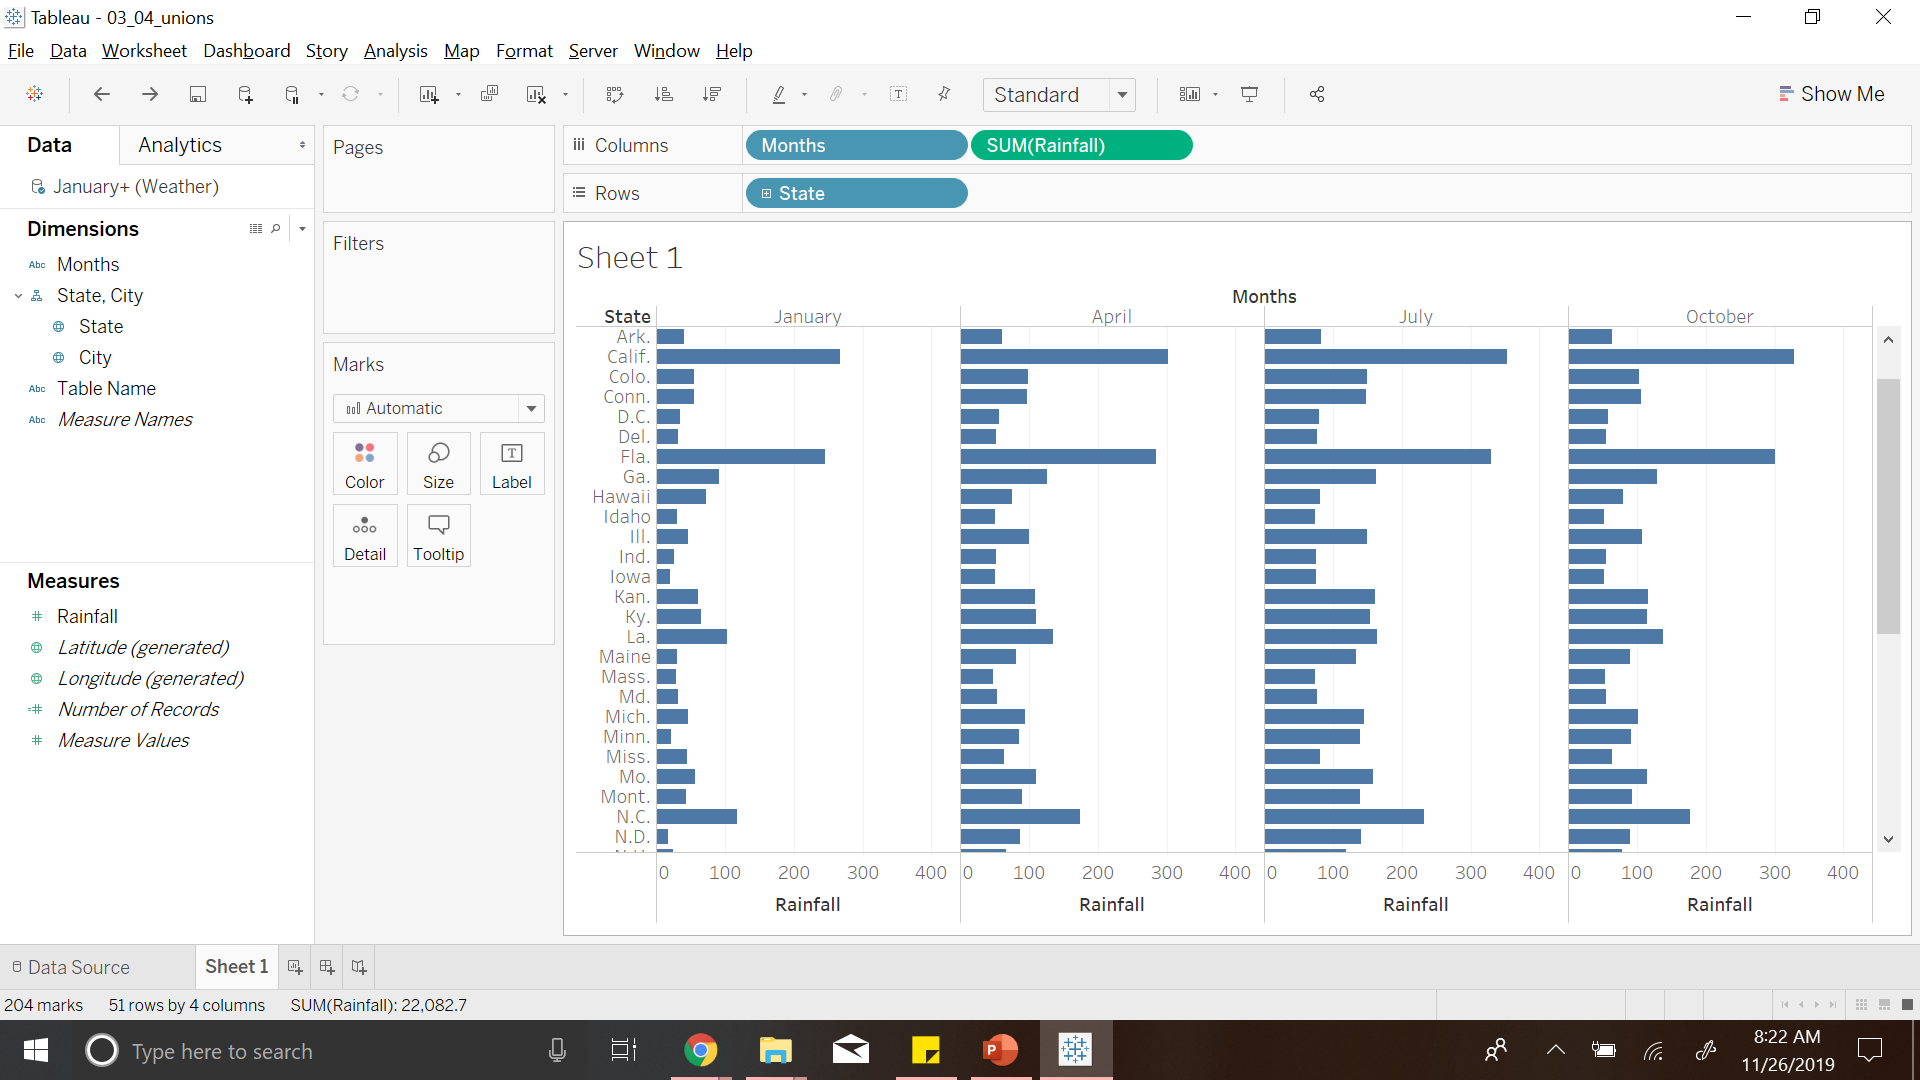 Tableau - 03_04_unions
File Data Worksheet Dashboard Story Analysis Map Format Server Window Help
Standard
Show Me
Data Analytics
January+ (Weather)
Dimensions
Abc Months
State, City
State
City
Abc Table Name
Abc Measure Names
Measures
Rainfall
Latitude (generated)
Longitude (generated)
Number of Records
Measure Values
Pages
Filters
Marks
Automatic
Color Size Label
Detail Tooltip
Columns Months SUM(Rainfall)
Rows State
Sheet 1
Months
State January April July October
Ark.
Calif.
Colo.
Conn.
D.C.
Del.
Fla.
Ga.
Hawaii
Idaho
Ill.
Ind.
Iowa
Kan.
Ky.
La.
Maine
Mass.
Md.
Mich.
Minn.
Miss.
Mo.
Mont.
N.C.
N.D.
0 100 200 300 400 0 100 200 300 400 0 100 200 300 400 0 100 200 300 400
Rainfall Rainfall Rainfall Rainfall
Data Source Sheet 1
204 marks 51 rows by 4 columns SUM(Rainfall): 22,082.7
Type here to search
8:22 AM
11/26/2019